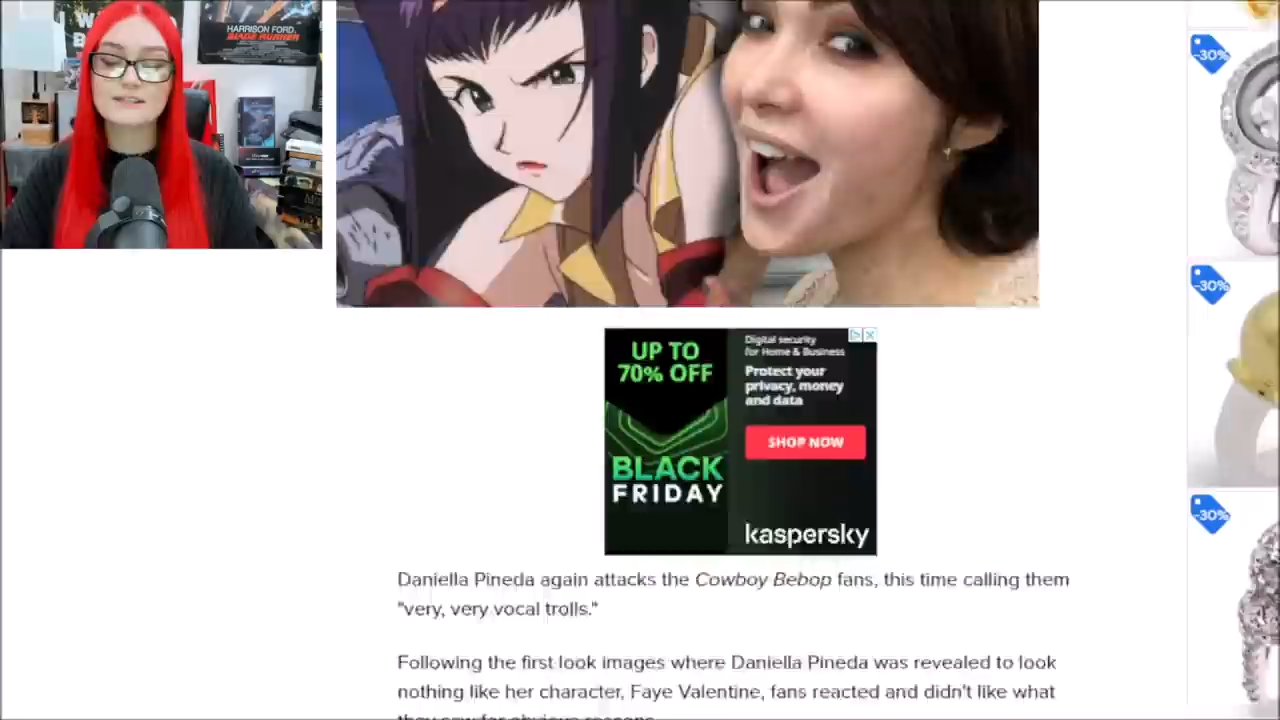 HARRISON FORD.
BLADE RUNNER
-30%
-30%
-30%
UP TO
70% OFF
BLACK
FRIDAY
Digital security
for Home & Business
Protect your
privacy, money
and data
SHOP NOW
kaspersky
Daniella Pineda again attacks the Cowboy Bebop fans, this time calling them
"very, very vocal trolls."
Following the first look images where Daniella Pineda was revealed to look
nothing like her character, Faye Valentine, fans reacted and didn't like what